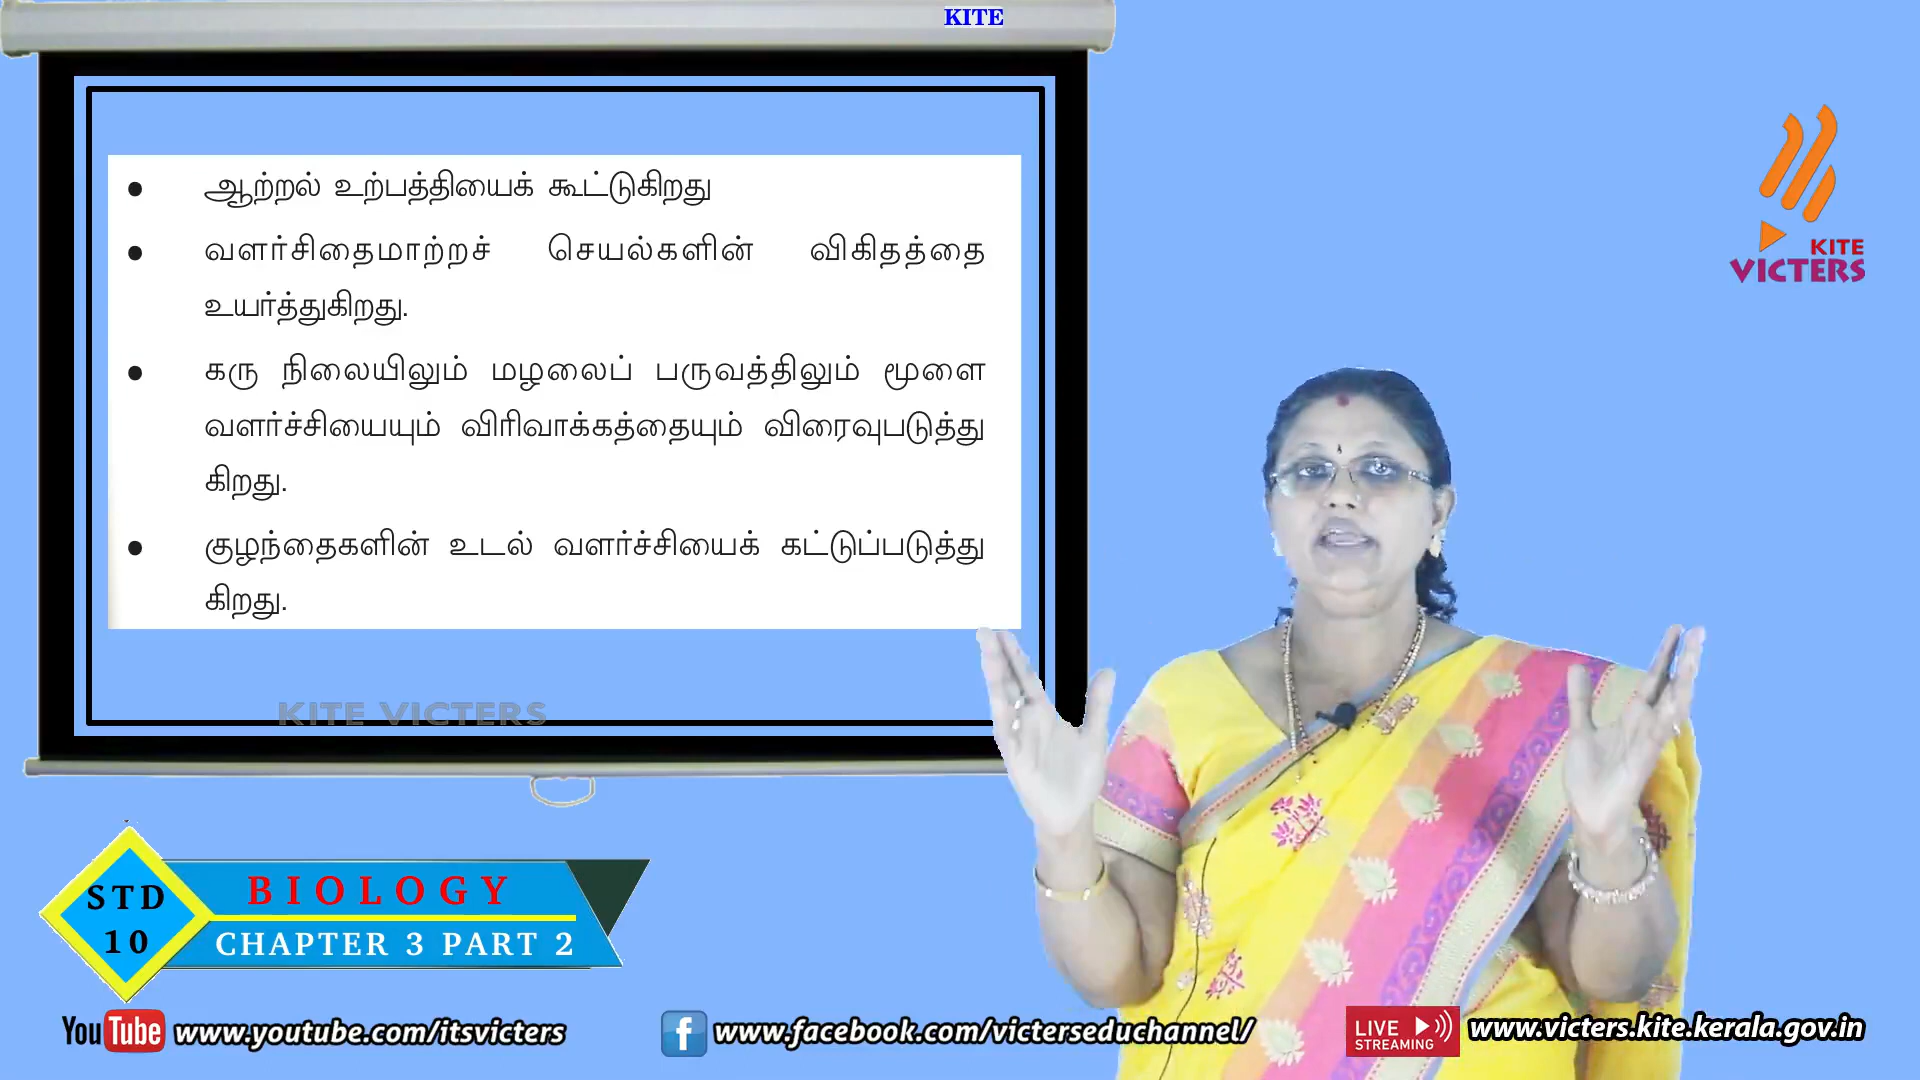 KITE
● ஆற்றல் உற்பத்தியைக் கூட்டுகிறது
● வளர்சிதைமாற்றச் செயல்களின் விகிதத்தை
உயர்த்துகிறது.
● கரு நிலையிலும் மழலைப் பருவத்திலும் மூளை
வளர்ச்சியையும் விரிவாக்கத்தையும் விரைவுபடுத்து
கிறது.
● குழந்தைகளின் உடல் வளர்ச்சியைக் கட்டுப்படுத்து
கிறது.
KITE VICTERS
KITE
VICTERS
STD
10
BIOLOGY
CHAPTER 3 PART 2
YouTube www.youtube.com/itsvicters
f www.facebook.com/victerseduchannel/
LIVE
STREAMING
www.victers.kite.kerala.gov.in